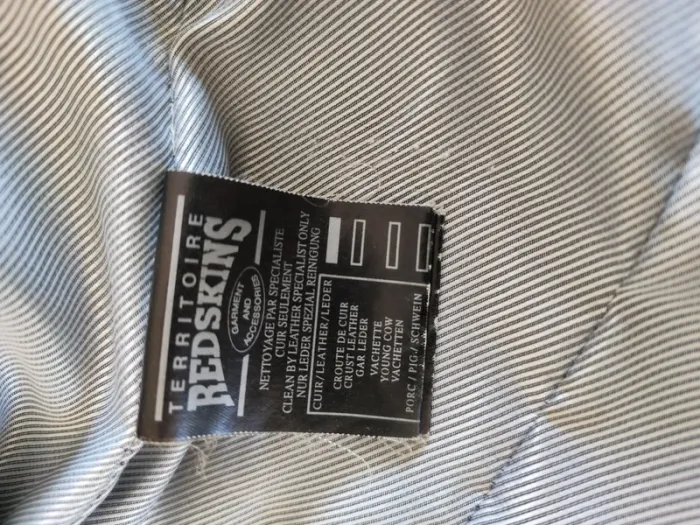 TERRITOIRE
REDSKINS
GARMENT
AND
ACCESSORIES
NETTOYAGE PAR SPECIALISTE
CUIR SEULEMENT
CLEAN BY LEATHER SPECIALIST ONLY
NUR LEDER SPEZIAL REINIGUNG
CUIR/LEATHER/LEDER
CROUTE DE CUIR
CRUST LEATHER
GAR LEDER
VACHETTE
YOUNG COW
VACHETTEN
PORC / PIG / SCHWEIN